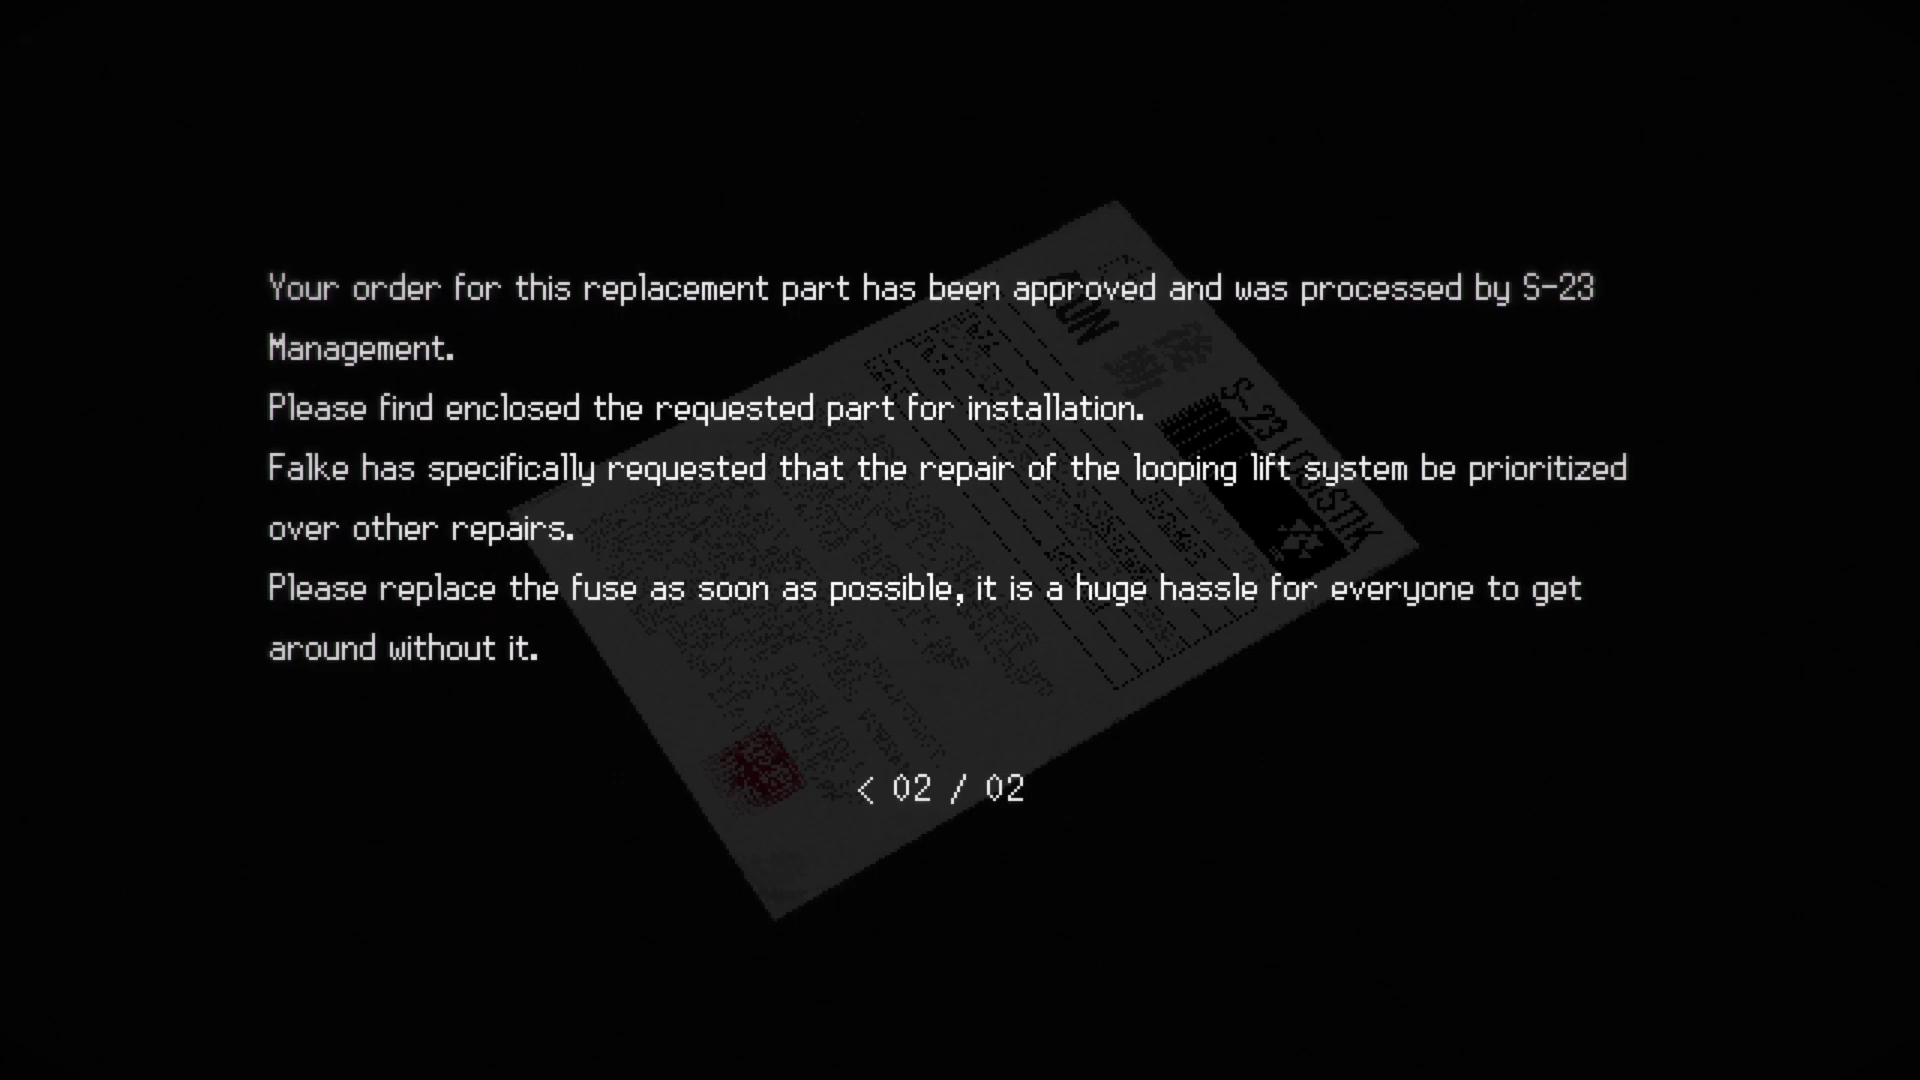 Your order for this replacement part has been approved and was processed by S-23
Management.
Please find enclosed the requested part for installation.
Falke has specifically requested that the repair of the looping lift system be prioritized
over other repairs.
Please replace the fuse as soon as possible, it is a huge hassle for everyone to get
around without it.
< 02 / 02
S-23 LOGISTIK